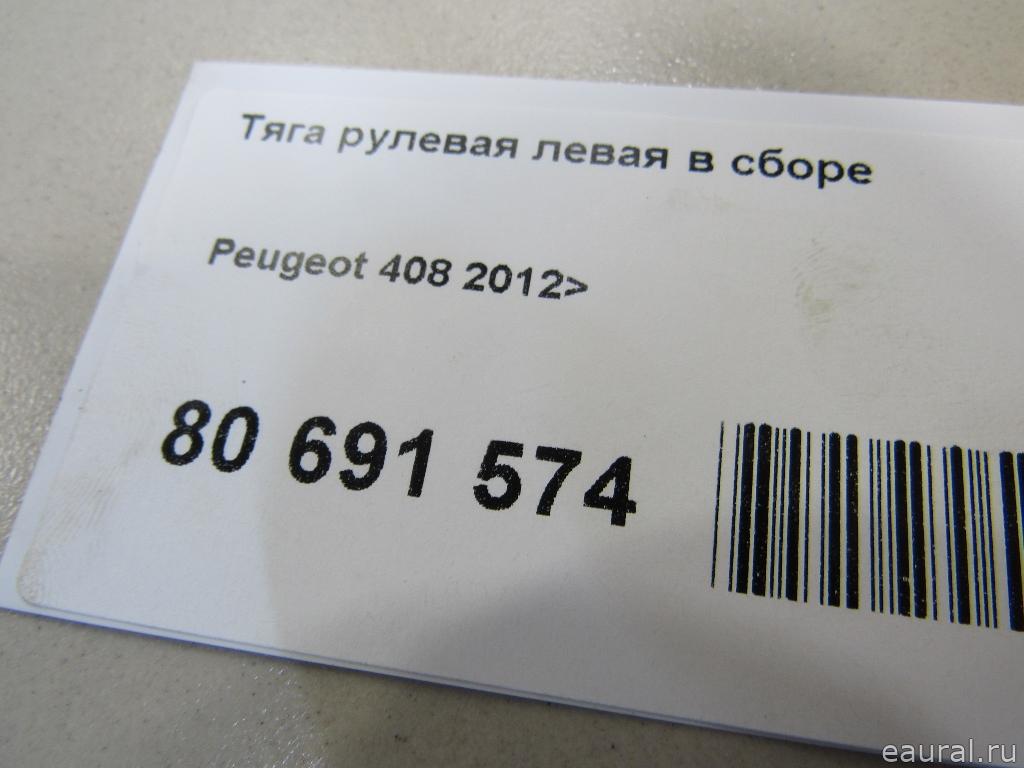 Тяга рулевая левая в сборе
Peugeot 408 2012>
80 691 574
eaural.ru